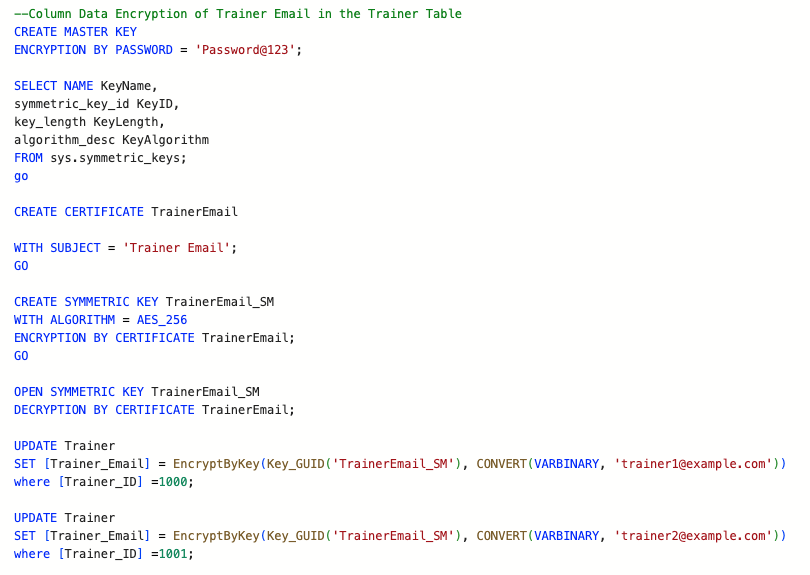 --Column Data Encryption of Trainer Email in the Trainer Table
CREATE MASTER KEY
ENCRYPTION BY PASSWORD = 'Password@123';
SELECT NAME KeyName,
symmetric_key_id KeyID,
key_length KeyLength,
algorithm_desc KeyAlgorithm
FROM sys.symmetric_keys;
go
CREATE CERTIFICATE TrainerEmail
WITH SUBJECT = 'Trainer Email';
GO
CREATE SYMMETRIC KEY TrainerEmail_SM
WITH ALGORITHM = AES_256
ENCRYPTION BY CERTIFICATE TrainerEmail;
GO
OPEN SYMMETRIC KEY TrainerEmail_SM
DECRYPTION BY CERTIFICATE TrainerEmail;
UPDATE Trainer
SET [Trainer_Email] = EncryptByKey(Key_GUID('TrainerEmail_SM'), CONVERT(VARBINARY, 'trainer1@example.com'))
where [Trainer_ID] =1000;
UPDATE Trainer
SET [Trainer_Email] = EncryptByKey(Key_GUID('TrainerEmail_SM'), CONVERT(VARBINARY, 'trainer2@example.com'))
where [Trainer_ID] =1001;